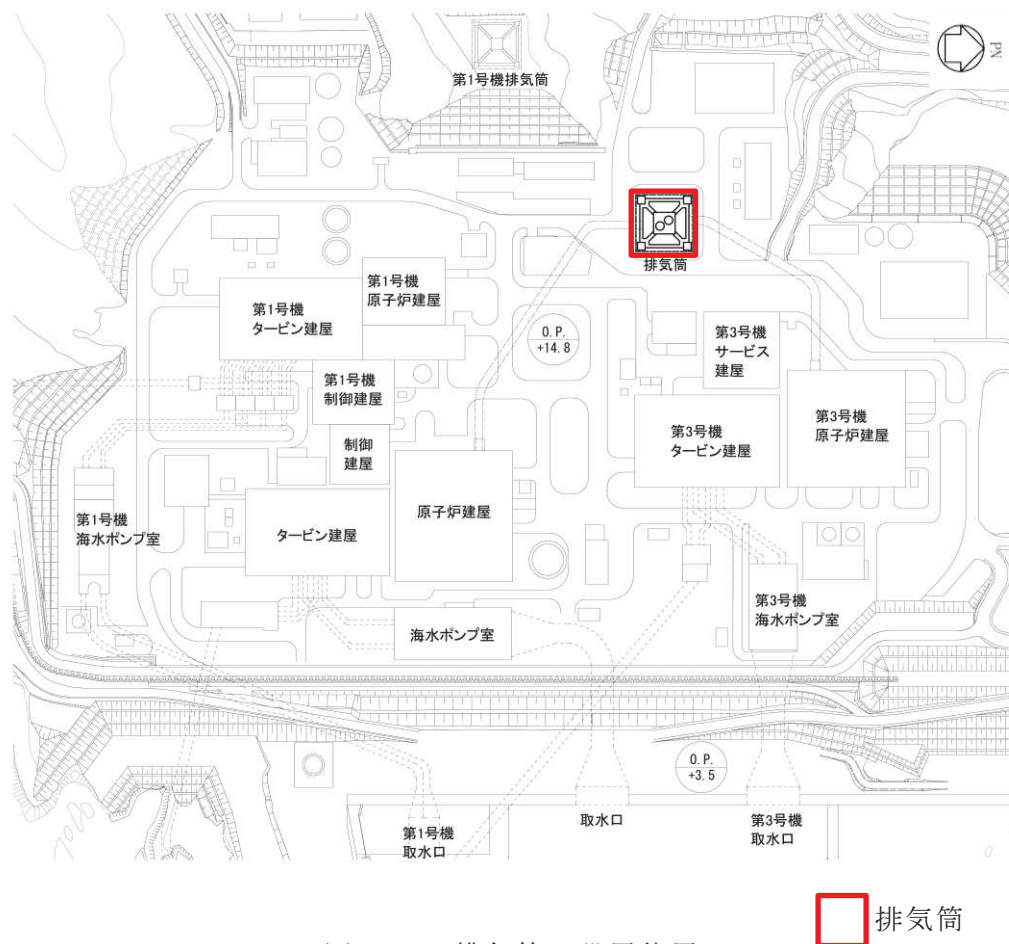 PN
第1号機排気筒
排気筒
第1号機
原子炉建屋
第1号機
タービン建屋
O.P.
+14.8
第3号機
サービス
建屋
第1号機
制御建屋
第3号機
原子炉建屋
第3号機
タービン建屋
制御
建屋
原子炉建屋
第1号機
海水ポンプ室
タービン建屋
第3号機
海水ポンプ室
海水ポンプ室
O.P.
+3.5
取水口
第3号機
取水口
第1号機
取水口
排気筒